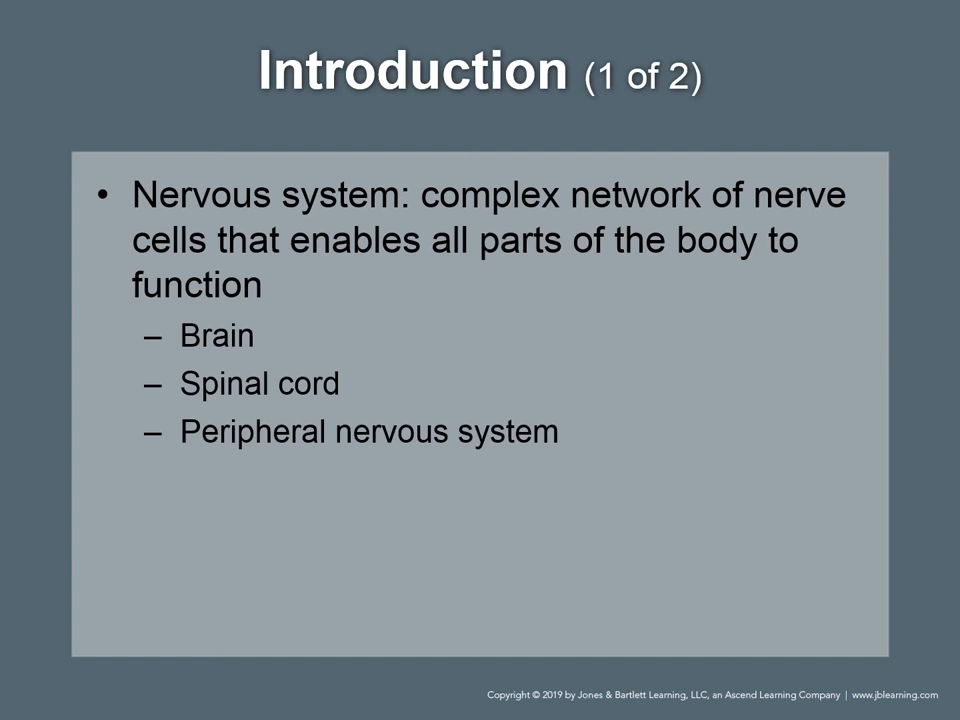 Introduction (1 of 2)
• Nervous system: complex network of nerve
cells that enables all parts of the body to
function
– Brain
– Spinal cord
– Peripheral nervous system
Copyright © 2019 by Jones & Bartlett Learning, LLC, an Ascend Learning Company | www.jblearning.com